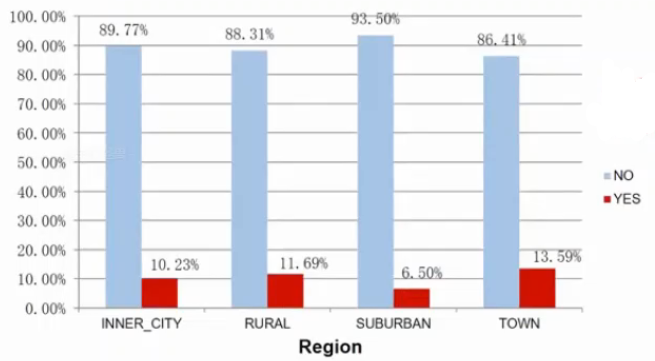 100.00%
90.00%
80.00%
70.00%
60.00%
50.00%
40.00%
30.00%
20.00%
10.00%
0.00%
89.77%
10.23%
88.31%
11.69%
93.50%
6.50%
86.41%
13.59%
INNER_CITY
RURAL
SUBURBAN
TOWN
Region
NO
YES